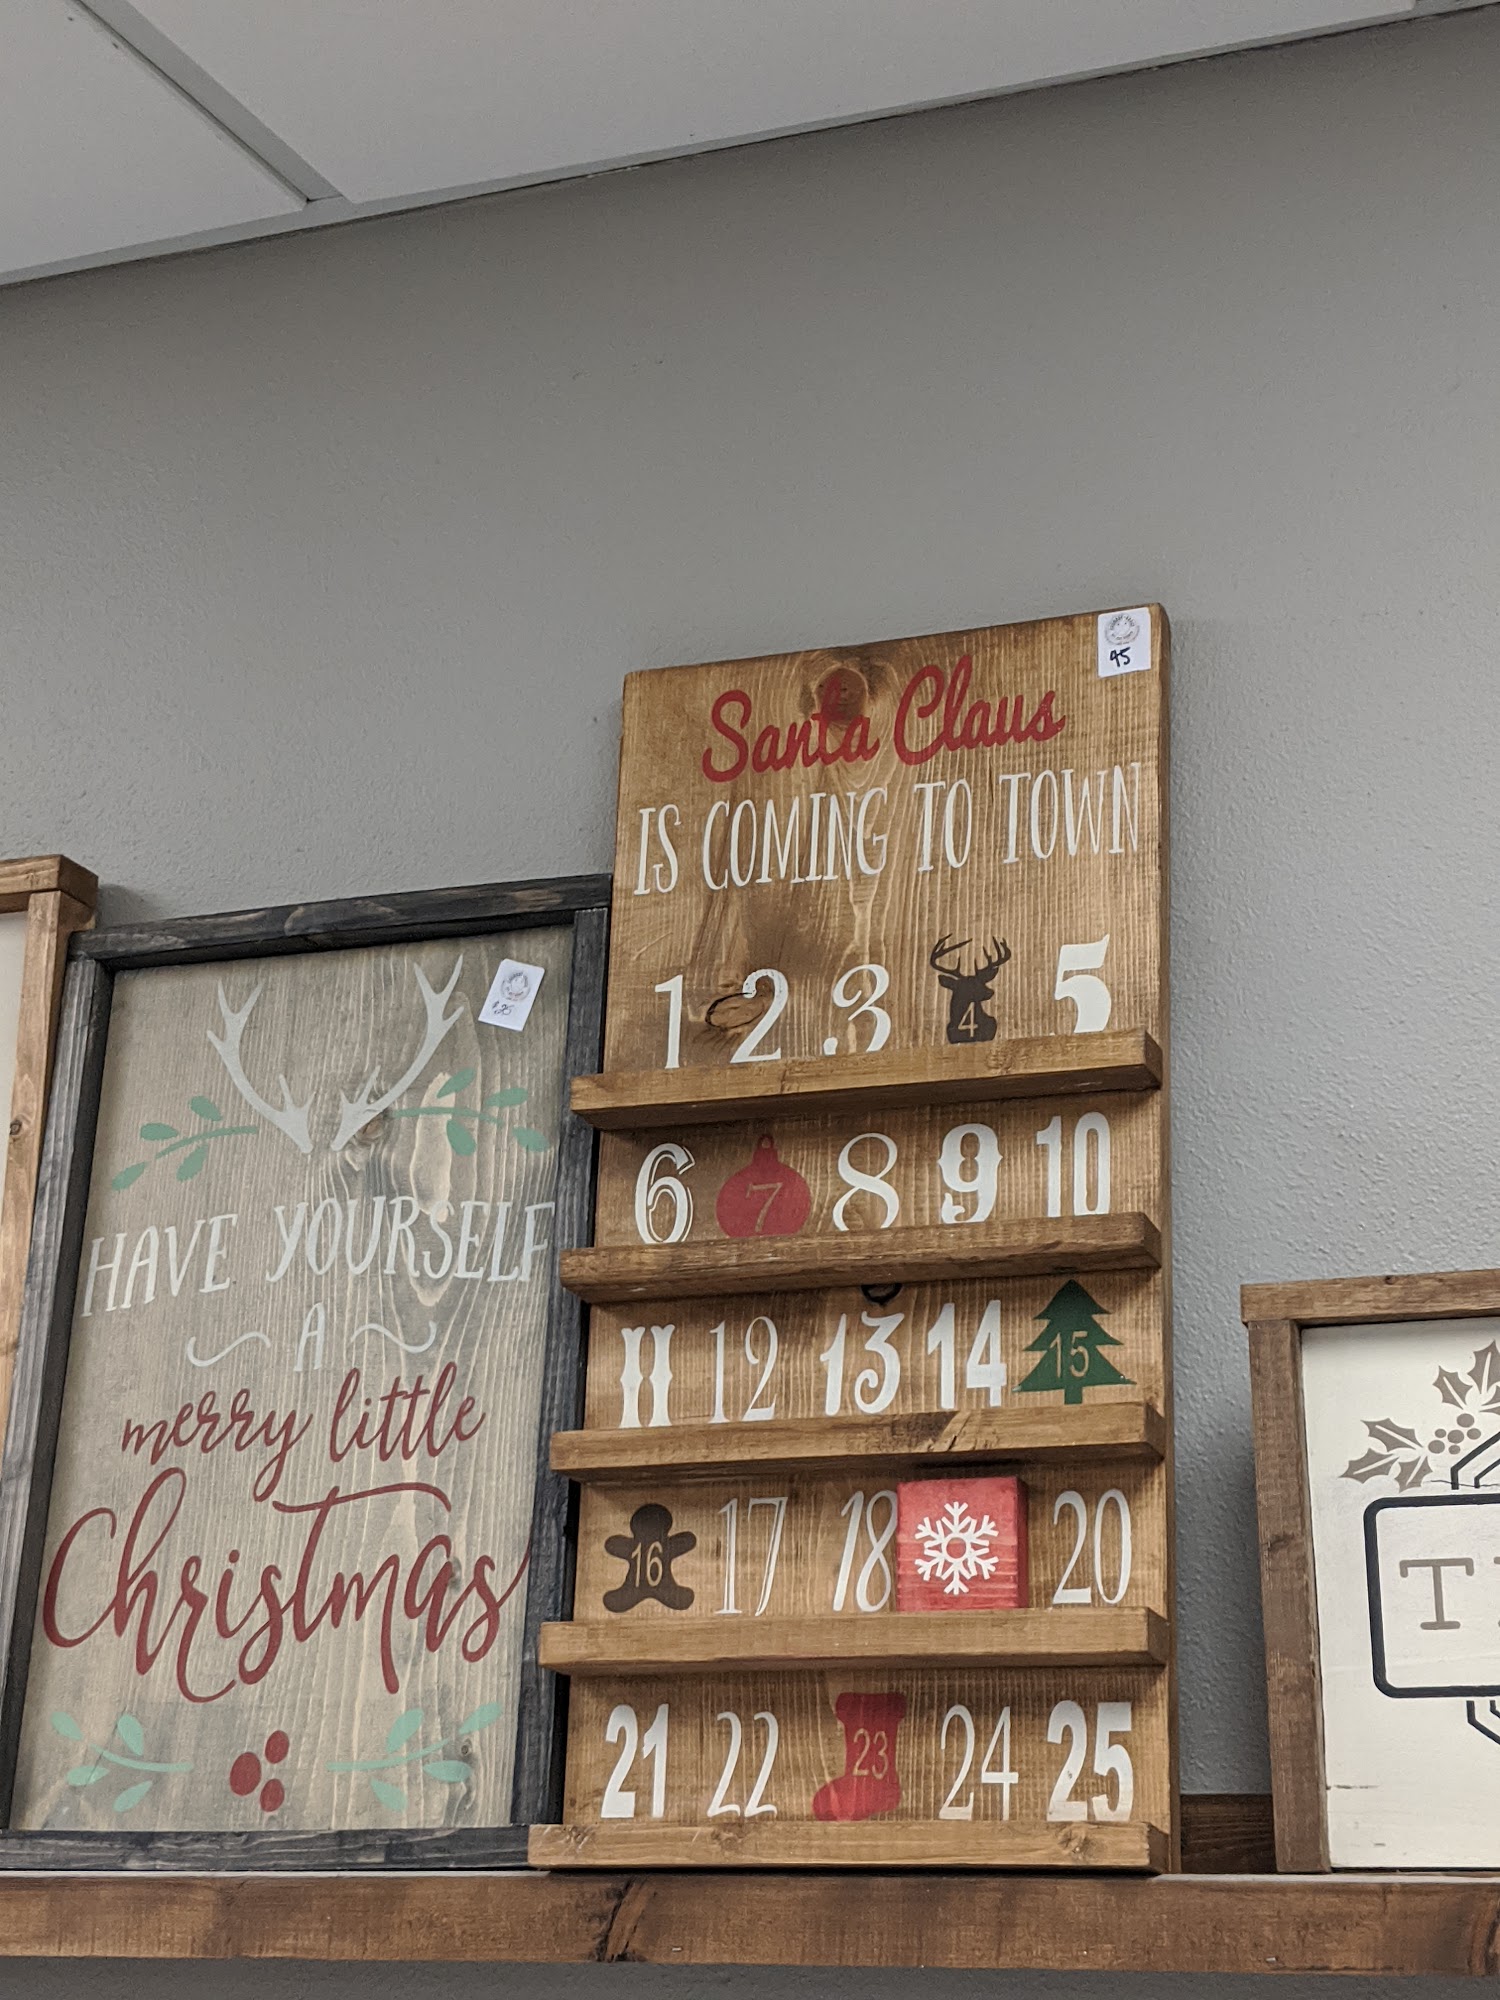 HAVE YOURSELF
A
merry little
Christmas
Santa Claus
IS COMING TO TOWN
1 2 3 4 5
6 7 8 9 10
11 12 13 14 15
16 17 18 20
21 22 23 24 25
45
T